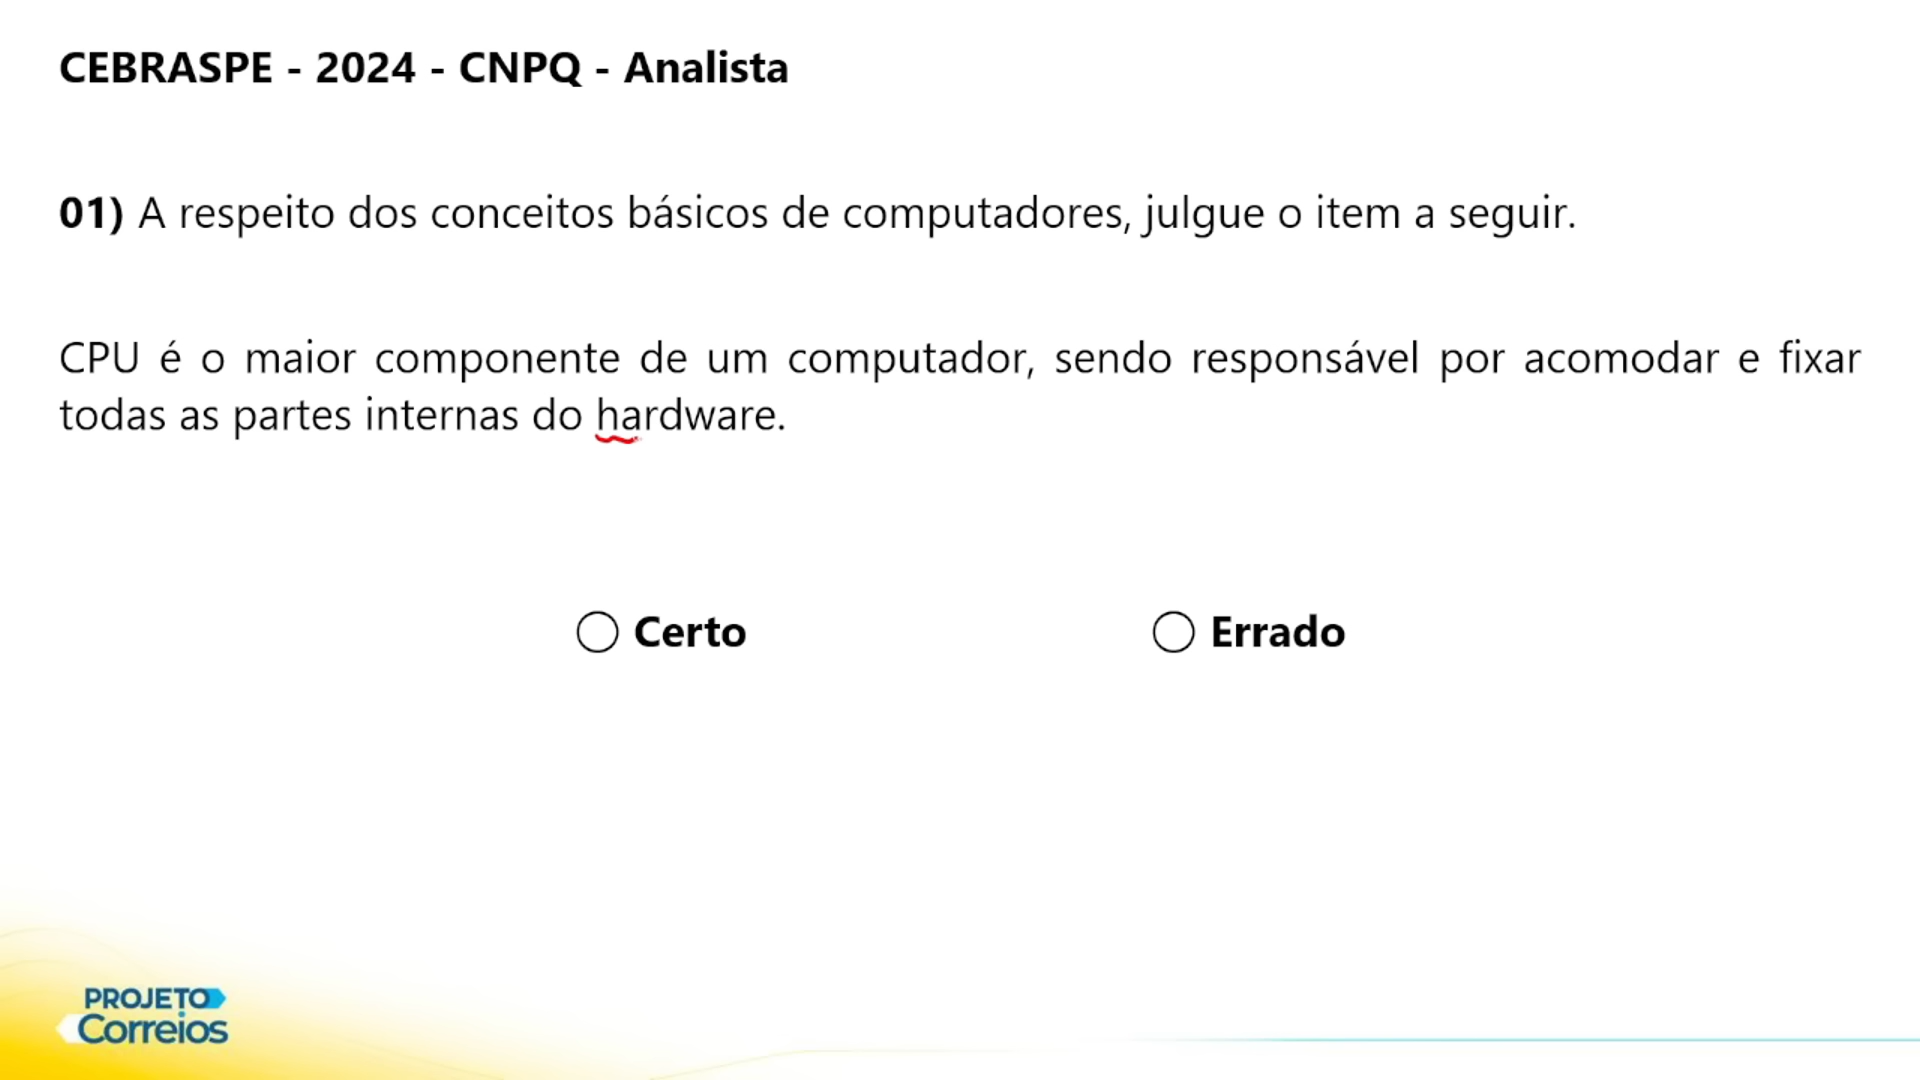 CEBRASPE - 2024 - CNPQ - Analista
01) A respeito dos conceitos básicos de computadores, julgue o item a seguir.
CPU é o maior componente de um computador, sendo responsável por acomodar e fixar
todas as partes internas do hardware.
Certo
Errado
PROJETO
Correios